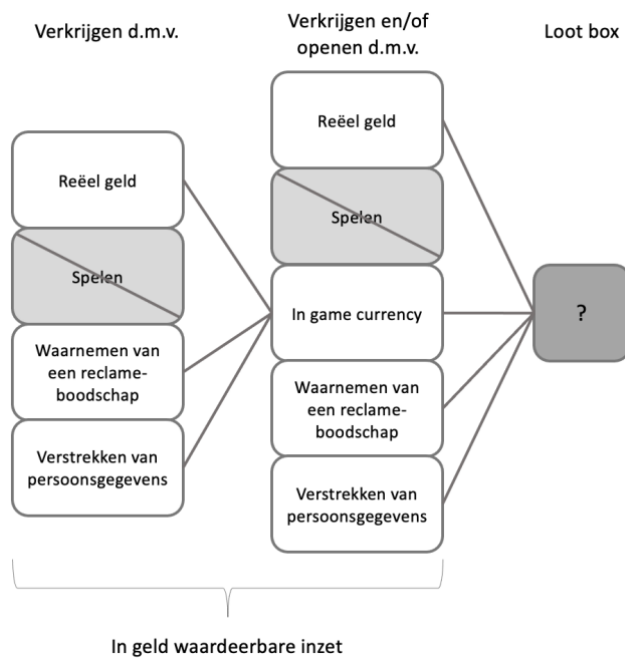 Verkrijgen d.m.v.
Verkrijgen en/of
openen d.m.v.
Loot box
Reëel geld
Spelen
Waarnemen van
een reclame-
boodschap
Verstrekken van
persoonsgegevens
Reëel geld
Spelen
In game currency
Waarnemen van
een reclame-
boodschap
Verstrekken van
persoonsgegevens
?
In geld waardeerbare inzet